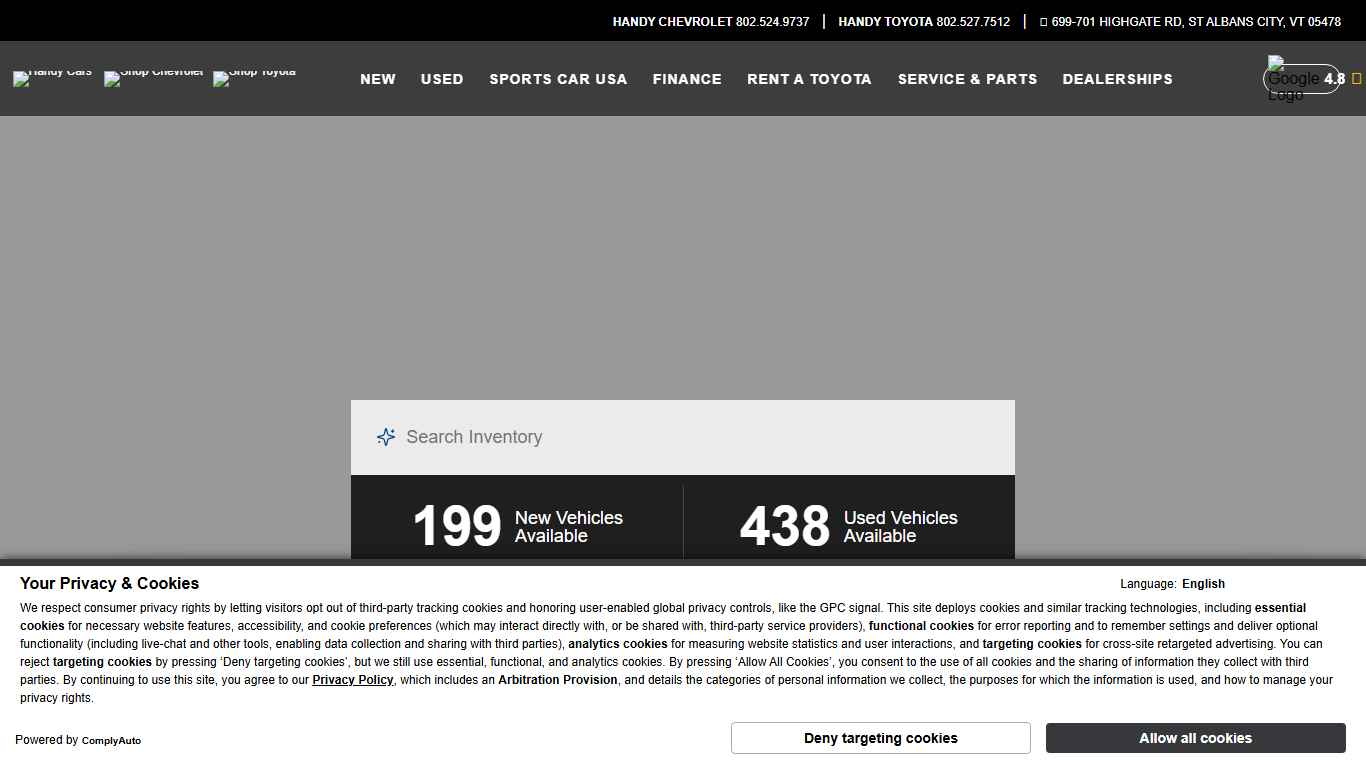 HANDY CHEVROLET 802.524.9737 | HANDY TOYOTA 802.527.7512 | 699-701 HIGHGATE RD, ST ALBANS CITY, VT 05478
Handy Cars Shop Chevrolet Shop Toyota NEW USED SPORTS CAR USA FINANCE RENT A TOYOTA SERVICE & PARTS DEALERSHIPS Google Logo 4.8
Search Inventory
199 New Vehicles Available 438 Used Vehicles Available
Your Privacy & Cookies Language: English
We respect consumer privacy rights by letting visitors opt out of third-party tracking cookies and honoring user-enabled global privacy controls, like the GPC signal. This site deploys cookies and similar tracking technologies, including essential
cookies for necessary website features, accessibility, and cookie preferences (which may interact directly with, or be shared with, third-party service providers), functional cookies for error reporting and to remember settings and deliver optional
functionality (including live-chat and other tools, enabling data collection and sharing with third parties), analytics cookies for measuring website statistics and user interactions, and targeting cookies for cross-site retargeted advertising. You can
reject targeting cookies by pressing ‘Deny targeting cookies’, but we still use essential, functional, and analytics cookies. By pressing ‘Allow All Cookies’, you consent to the use of all cookies and the sharing of information they collect with third
parties. By continuing to use this site, you agree to our Privacy Policy, which includes an Arbitration Provision, and details the categories of personal information we collect, the purposes for which the information is used, and how to manage your
privacy rights.
Powered by ComplyAuto Deny targeting cookies Allow all cookies